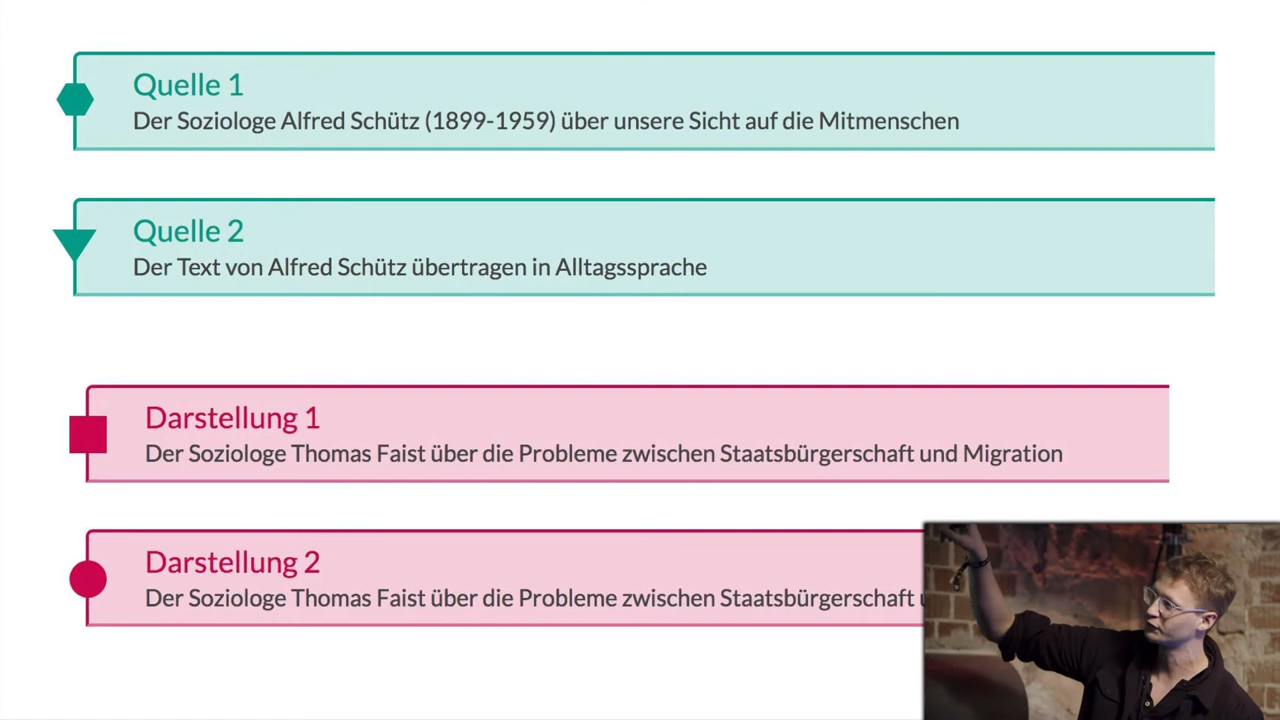 Quelle 1
Der Soziologe Alfred Schütz (1899-1959) über unsere Sicht auf die Mitmenschen
Quelle 2
Der Text von Alfred Schütz übertragen in Alltagssprache
Darstellung 1
Der Soziologe Thomas Faist über die Probleme zwischen Staatsbürgerschaft und Migration
Darstellung 2
Der Soziologe Thomas Faist über die Probleme zwischen Staatsbürgerschaft